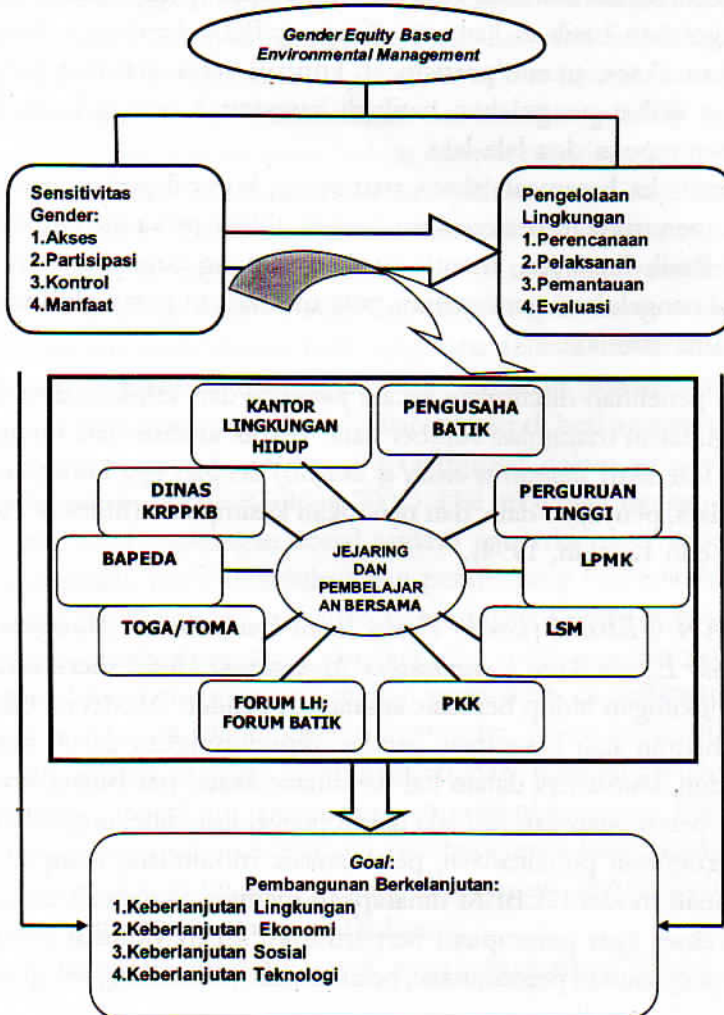 Gender Equity Based
Environmental Management
Sensitivitas
Gender:
1.Akses
2.Partisipasi
3.Kontrol
4.Manfaat
Pengelolaan
Lingkungan
1.Perencanaan
2.Pelaksanan
3.Pemantauan
4.Evaluasi
KANTOR
LINGKUNGAN
HIDUP
PENGUSAHA
BATIK
DINAS
KRPPKB
PERGURUAN
TINGGI
BAPEDA
JEJARING
DAN
PEMBELAJAR
AN BERSAMA
LPMK
TOGA/TOMA
LSM
FORUM LH,
FORUM BATIK
PKK
Goal:
Pembangunan Berkelanjutan:
1.Keberlanjutan Lingkungan
2.Keberlanjutan Ekonomi
3.Keberlanjutan Sosial
4.Keberlanjutan Teknologi